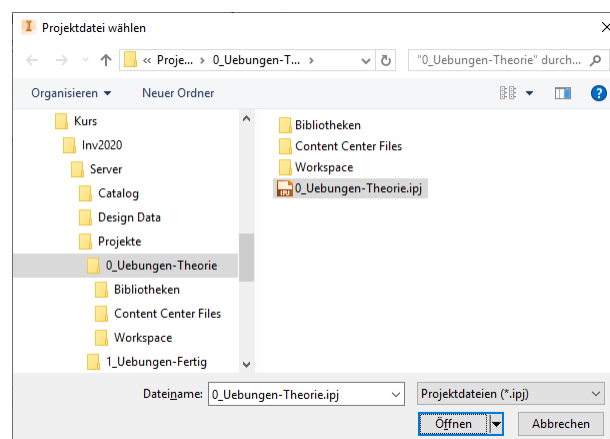 Projektdatei wählen
« Proje... › 0_Uebungen-T... ›
"0_Uebungen-Theorie" durch...
Organisieren
Neuer Ordner
Kurs
Inv2020
Server
Catalog
Design Data
Projekte
0_Uebungen-Theorie
Bibliotheken
Content Center Files
Workspace
1_Uebungen-Fertig
Bibliotheken
Content Center Files
Workspace
IPJ 0_Uebungen-Theorie.ipj
Dateiname: 0_Uebungen-Theorie.ipj
Projektdateien (*.ipj)
Öffnen
Abbrechen